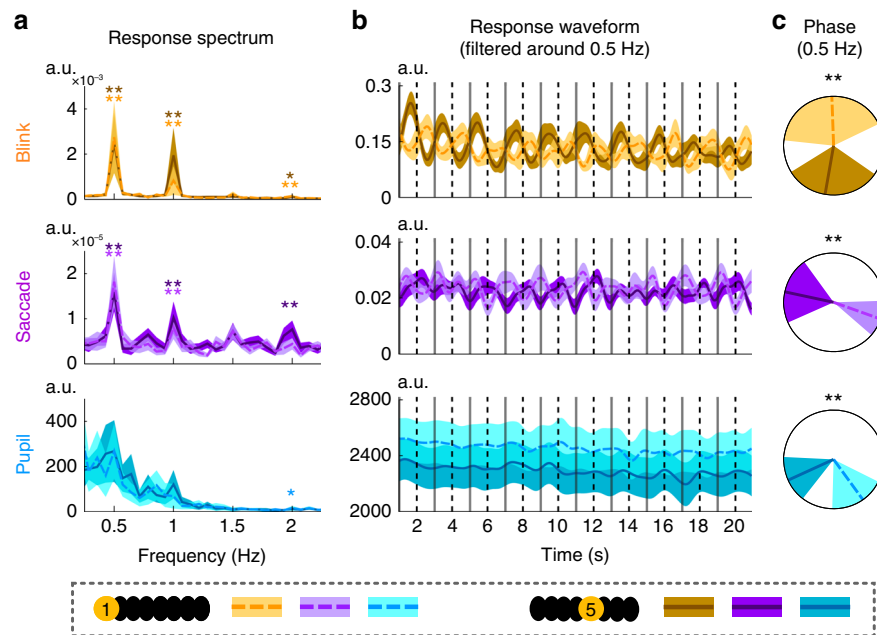 a
Response spectrum
b
Response waveform
(filtered around 0.5 Hz)
c
Phase
(0.5 Hz)
a.u.
×10⁻³
4
2
0
Blink
**
**
**
**
*
**
a.u.
0.3
0.15
0
**
a.u.
×10⁻⁵
2
1
0
Saccade
**
**
**
**
**
a.u.
0.04
0.02
0
**
a.u.
400
200
0
Pupil
*
0.5 1 1.5 2
Frequency (Hz)
a.u.
2800
2400
2000
2 4 6 8 10 12 14 16 18 20
Time (s)
**
1
5